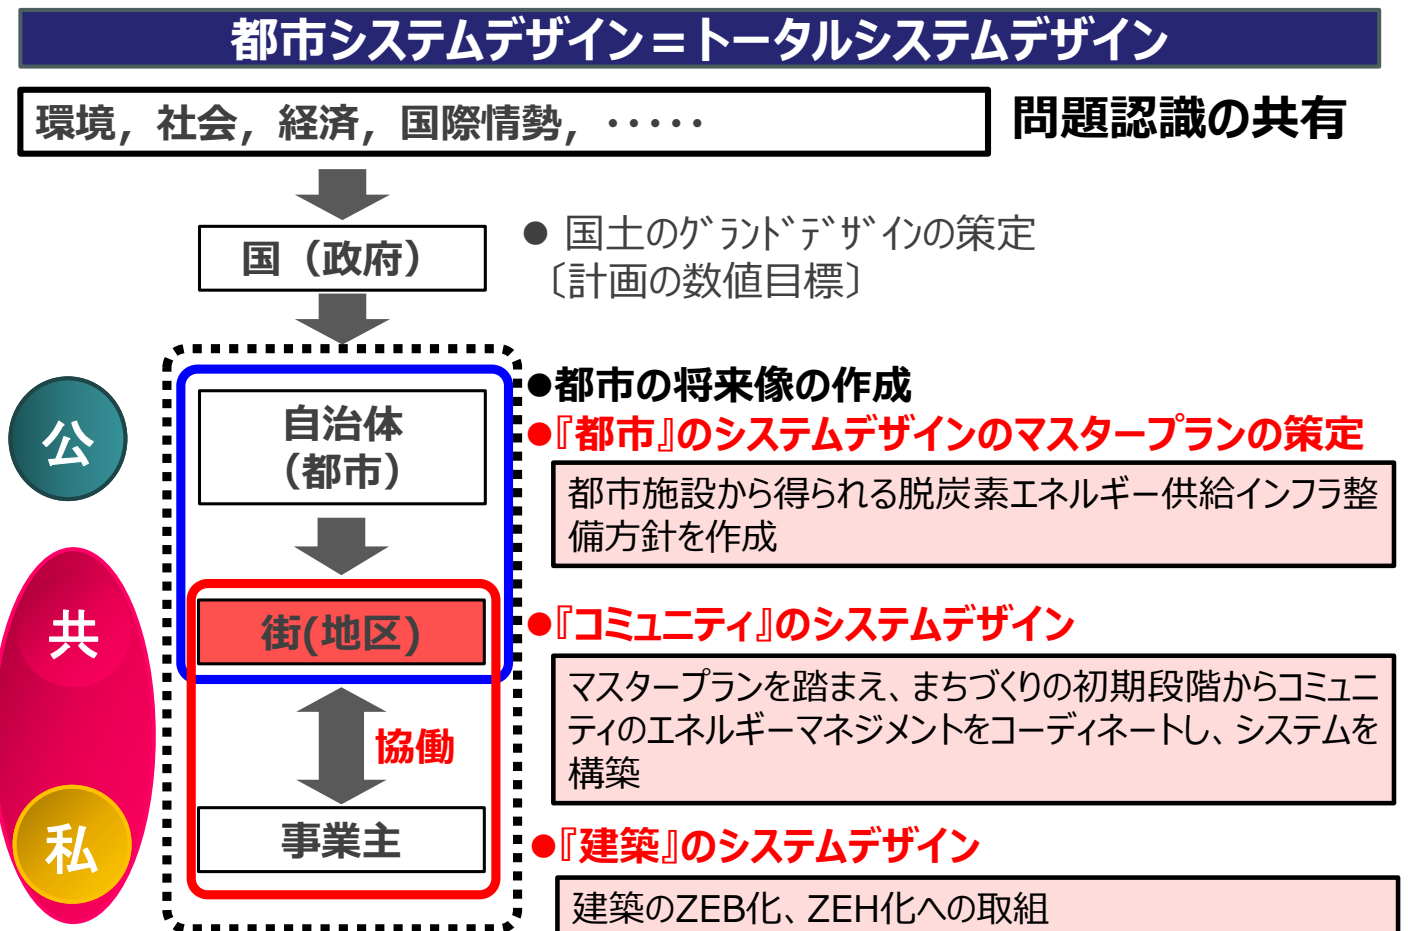 都市システムデザイン＝トータルシステムデザイン
環境，社会，経済，国際情勢，・・・・・
問題認識の共有
国（政府）
● 国土のｸﾞﾗﾝﾄﾞﾃﾞｻﾞｲﾝの策定
〔計画の数値目標〕
公
自治体
（都市）
●都市の将来像の作成
●『都市』のシステムデザインのマスタープランの策定
都市施設から得られる脱炭素エネルギー供給インフラ整
備方針を作成
共
街(地区)
●『コミュニティ』のシステムデザイン
マスタープランを踏まえ、まちづくりの初期段階からコミュニ
ティのエネルギーマネジメントをコーディネートし、システムを
構築
協働
私
事業主
●『建築』のシステムデザイン
建築のZEB化、ZEH化への取組